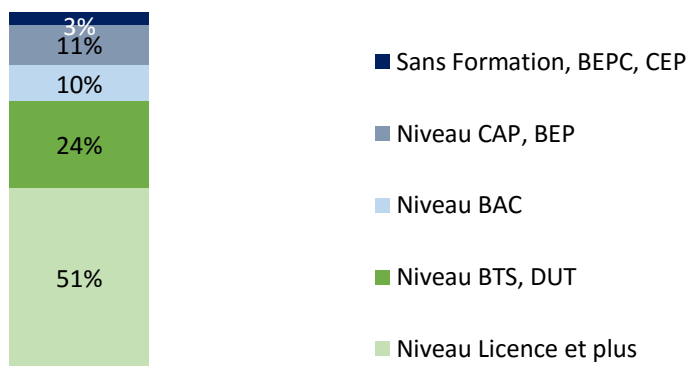 3%
11%
10%
24%
51%
Sans Formation, BEPC, CEP
Niveau CAP, BEP
Niveau BAC
Niveau BTS, DUT
Niveau Licence et plus